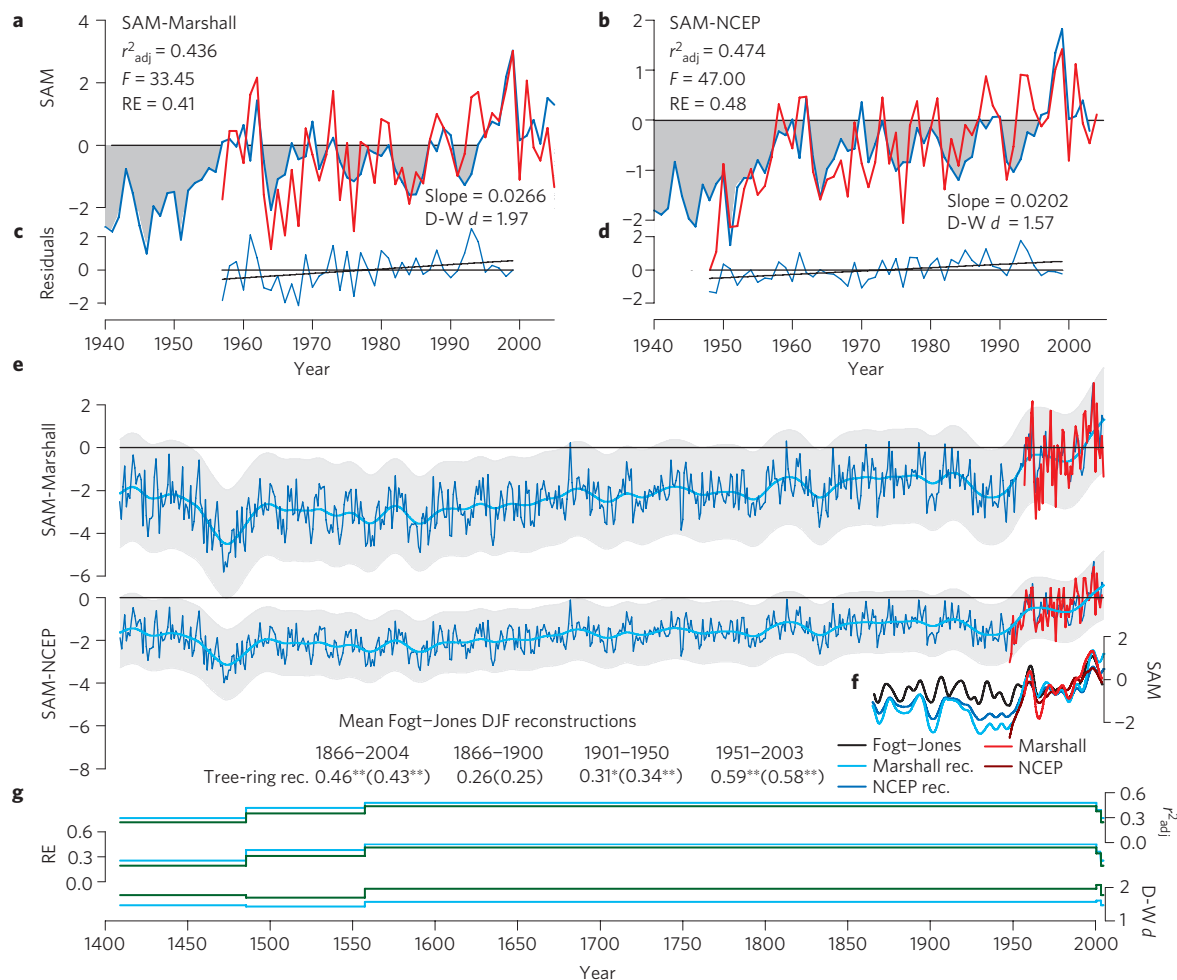 a
SAM-Marshall
r²adj = 0.436
F = 33.45
RE = 0.41
4
2
0
−2
SAM
Slope = 0.0266
D-W d = 1.97
b
SAM-NCEP
r²adj = 0.474
F = 47.00
RE = 0.48
2
1
0
−1
−2
Slope = 0.0202
D-W d = 1.57
c
2
0
−2
Residuals
1940 1950 1960 1970 1980 1990 2000
Year
d
2
0
−2
1940 1950 1960 1970 1980 1990 2000
Year
e
2
0
−2
−4
−6
SAM-Marshall
0
−2
−4
−6
−8
SAM-NCEP
f
2
0
−2
SAM
Fogt–Jones
Marshall
Marshall rec.
NCEP
NCEP rec.
Mean Fogt–Jones DJF reconstructions
1866–2004 1866–1900 1901–1950 1951–2003
Tree-ring rec. 0.46**(0.43**) 0.26(0.25) 0.31*(0.34**) 0.59**(0.58**)
g
0.6
0.3
0.0
r²adj
0.6
0.3
0.0
RE
2
1
D-W d
1400 1450 1500 1550 1600 1650 1700 1750 1800 1850 1900 1950 2000
Year